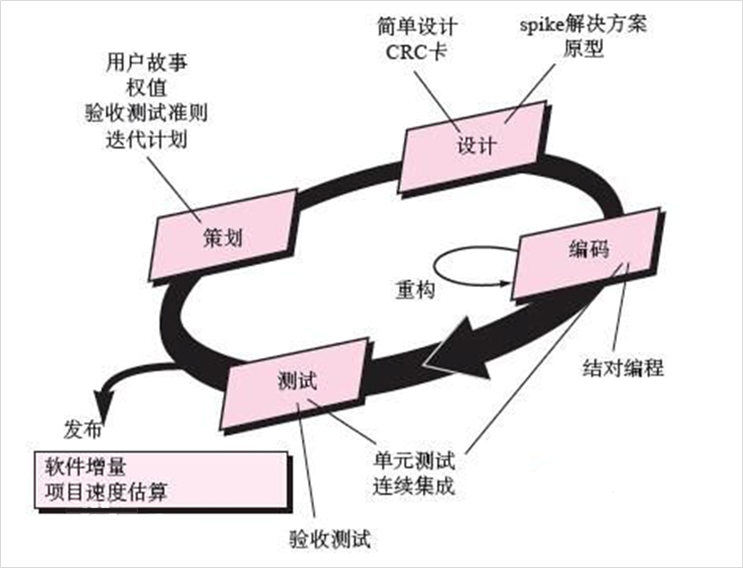 简单设计
CRC卡
spike解决方案
原型
用户故事
权值
验收测试准则
迭代计划
设计
策划
编码
重构
结对编程
测试
发布
软件增量
项目速度估算
单元测试
连续集成
验收测试